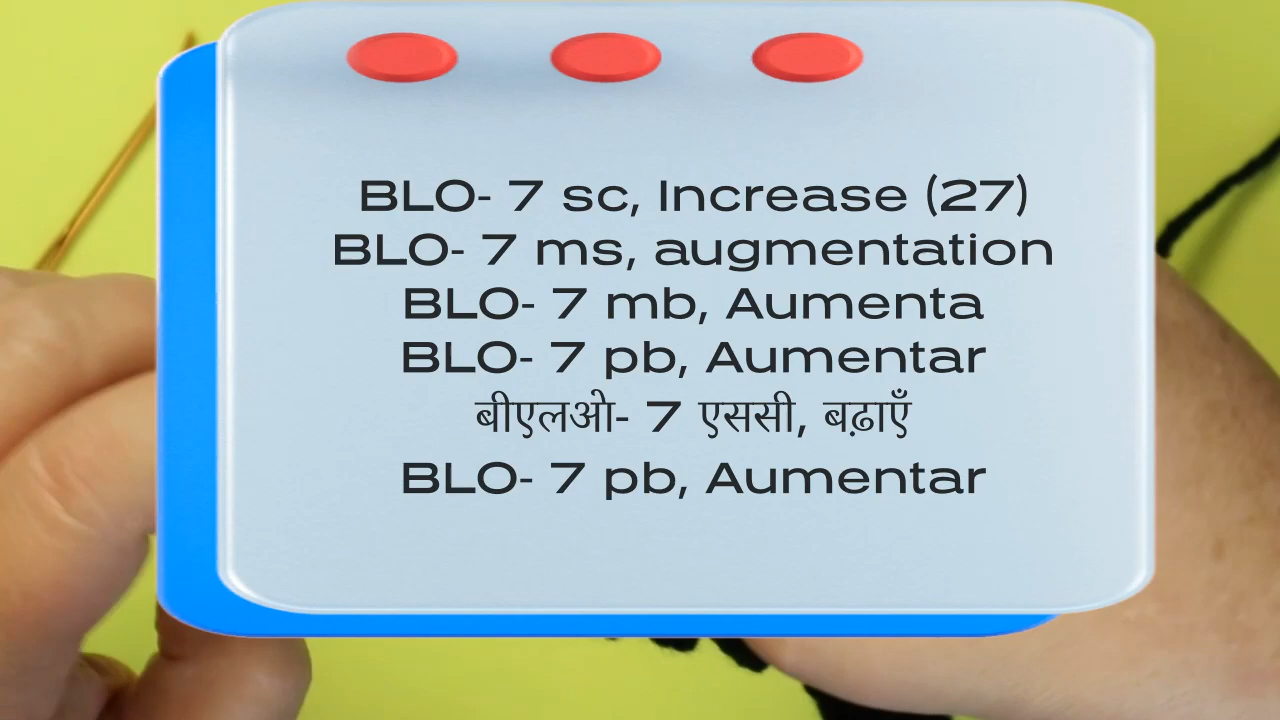 BLO- 7 sc, Increase (27)
BLO- 7 ms, augmentation
BLO- 7 mb, Aumenta
BLO- 7 pb, Aumentar
बीएलओ- 7 एससी, बढ़ाएँ
BLO- 7 pb, Aumentar